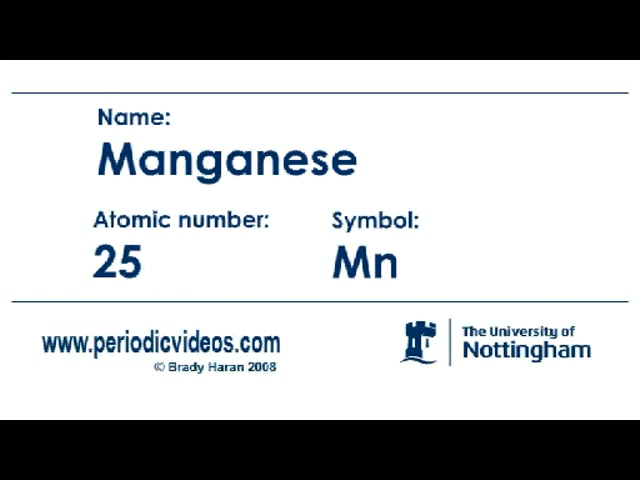 Name:
Manganese
Atomic number: Symbol:
25 Mn
www.periodicvideos.com
© Brady Haran 2008
The University of
Nottingham